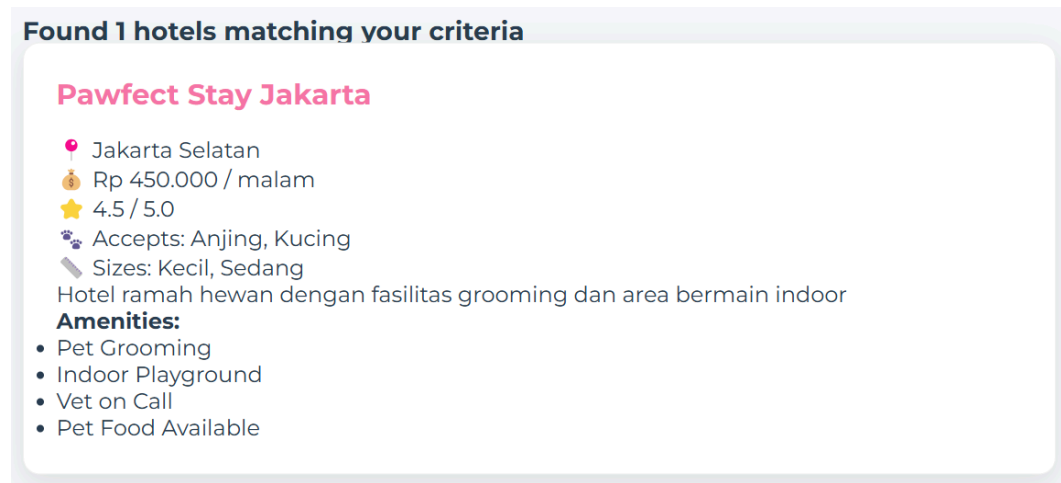 Found 1 hotels matching your criteria
Pawfect Stay Jakarta
Jakarta Selatan
Rp 450.000 / malam
4.5 / 5.0
Accepts: Anjing, Kucing
Sizes: Kecil, Sedang
Hotel ramah hewan dengan fasilitas grooming dan area bermain indoor
Amenities:
• Pet Grooming
• Indoor Playground
• Vet on Call
• Pet Food Available